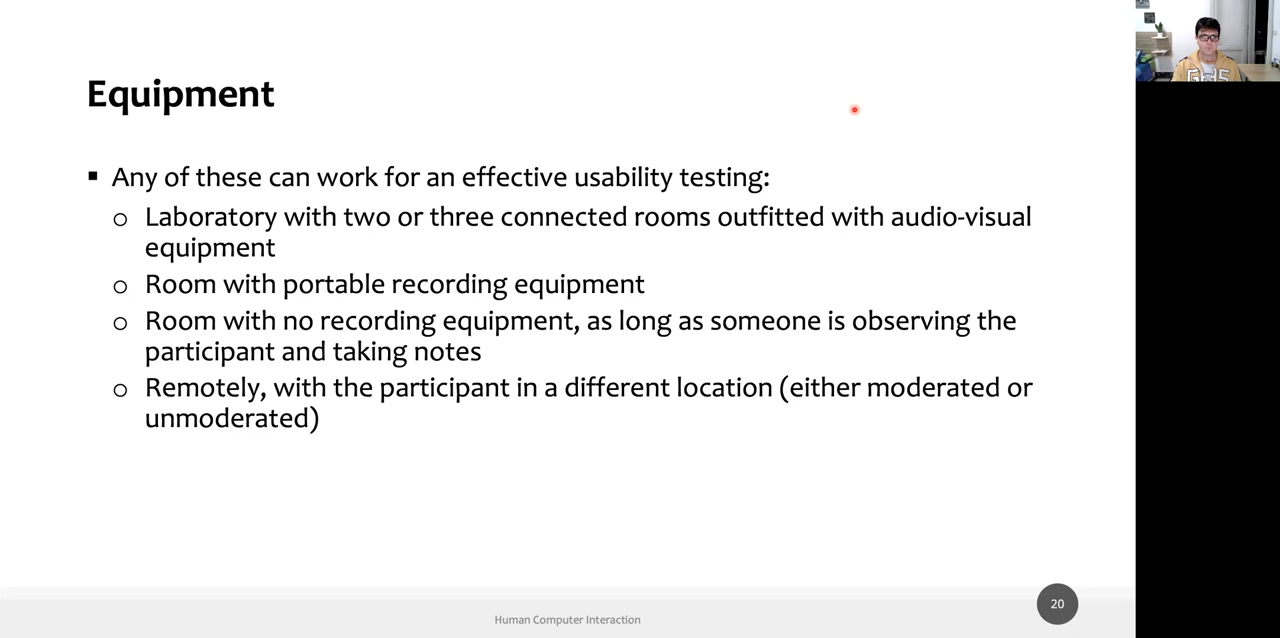 Equipment
▪ Any of these can work for an effective usability testing:
o Laboratory with two or three connected rooms outfitted with audio-visual
equipment
o Room with portable recording equipment
o Room with no recording equipment, as long as someone is observing the
participant and taking notes
o Remotely, with the participant in a different location (either moderated or
unmoderated)
20
Human Computer Interaction